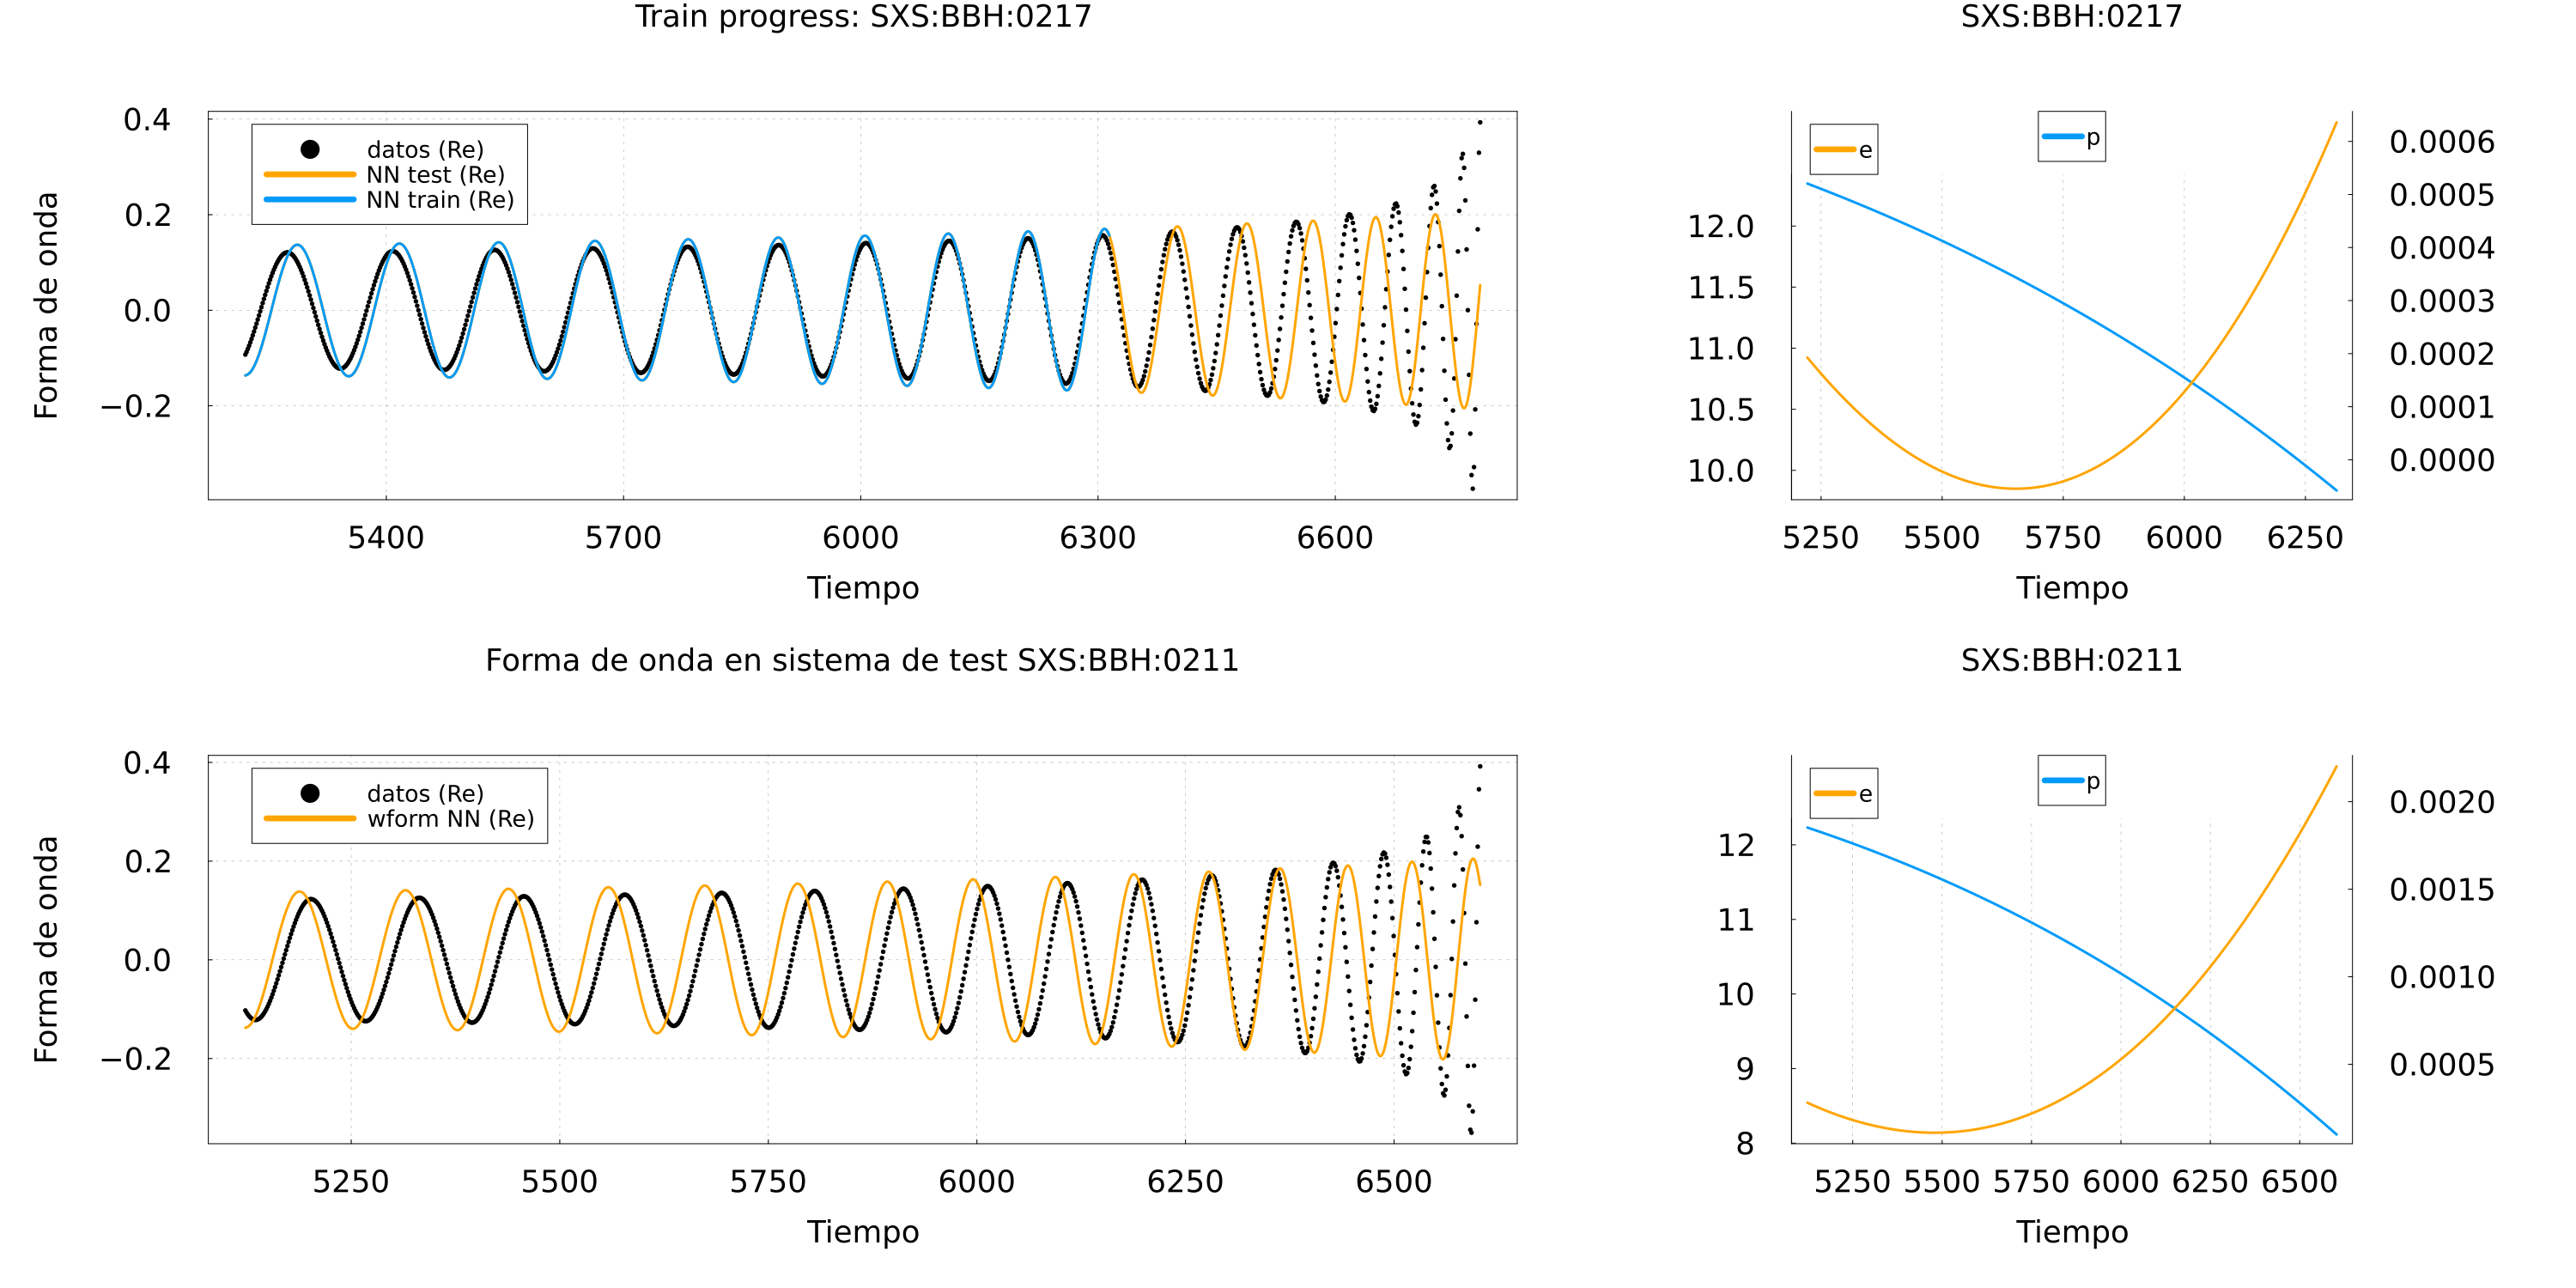 Train progress: SXS:BBH:0217
Forma de onda
0.4
0.2
0.0
−0.2
datos (Re)
NN test (Re)
NN train (Re)
5400 5700 6000 6300 6600
Tiempo
SXS:BBH:0217
e
p
12.0
11.5
11.0
10.5
10.0
0.0006
0.0005
0.0004
0.0003
0.0002
0.0001
0.0000
5250 5500 5750 6000 6250
Tiempo
Forma de onda en sistema de test SXS:BBH:0211
Forma de onda
0.4
0.2
0.0
−0.2
datos (Re)
wform NN (Re)
5250 5500 5750 6000 6250 6500
Tiempo
SXS:BBH:0211
e
p
12
11
10
9
8
0.0020
0.0015
0.0010
0.0005
5250 5500 5750 6000 6250 6500
Tiempo